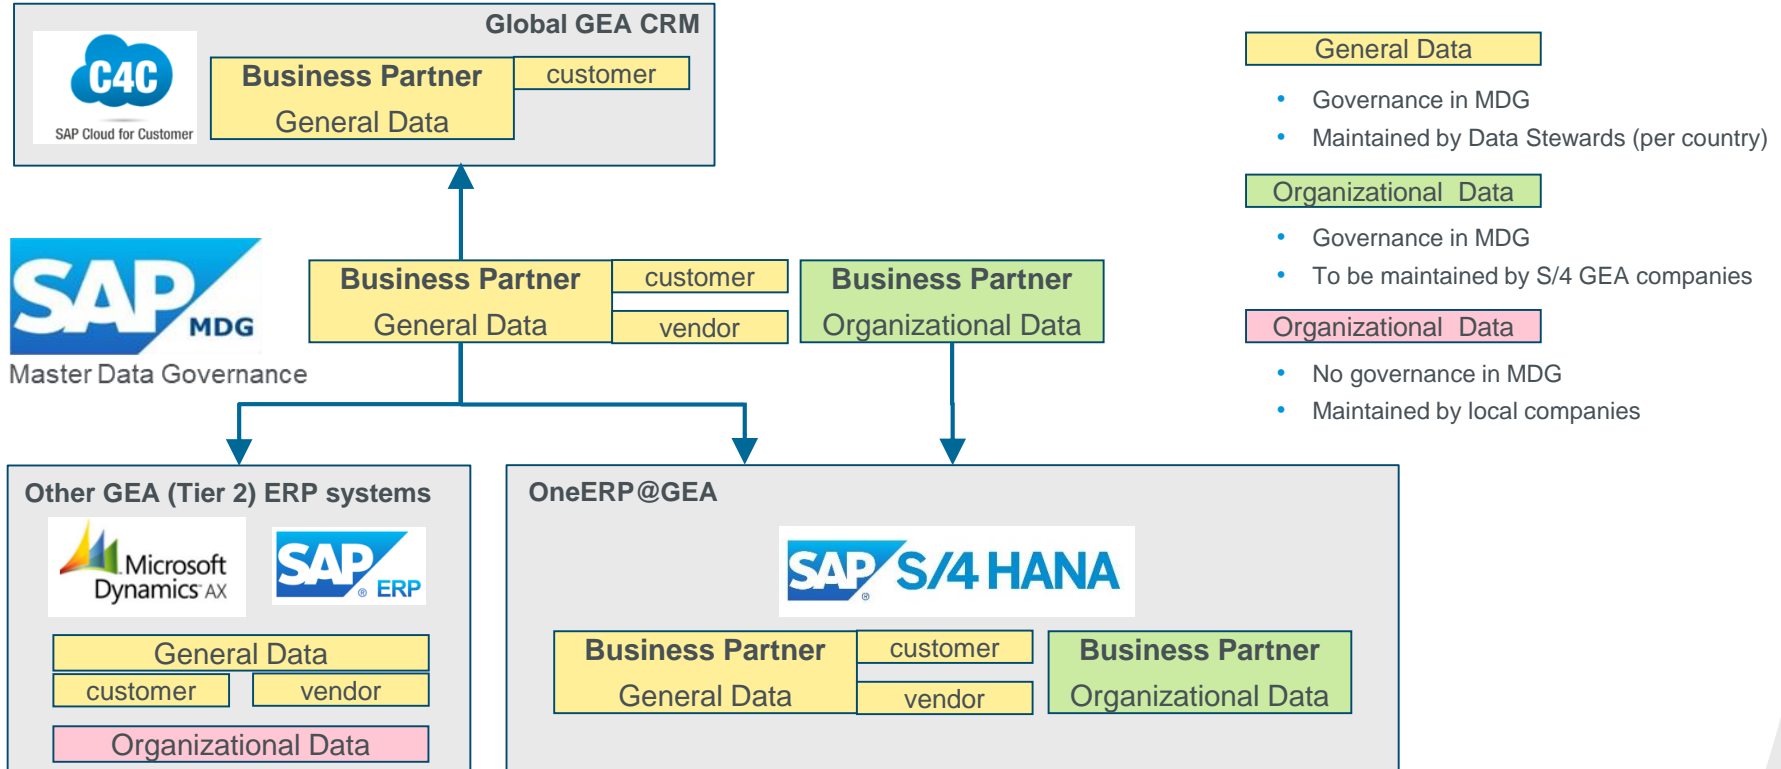 Global GEA CRM
C4C
SAP Cloud for Customer
Business Partner
General Data
customer
SAP
MDG
Master Data Governance
Business Partner
General Data
customer
vendor
Business Partner
Organizational Data
Other GEA (Tier 2) ERP systems
Microsoft
Dynamics AX
SAP
® ERP
General Data
customer
vendor
Organizational Data
OneERP@GEA
SAP® S/4 HANA
Business Partner
General Data
customer
vendor
Business Partner
Organizational Data
General Data
• Governance in MDG
• Maintained by Data Stewards (per country)
Organizational Data
• Governance in MDG
• To be maintained by S/4 GEA companies
Organizational Data
• No governance in MDG
• Maintained by local companies